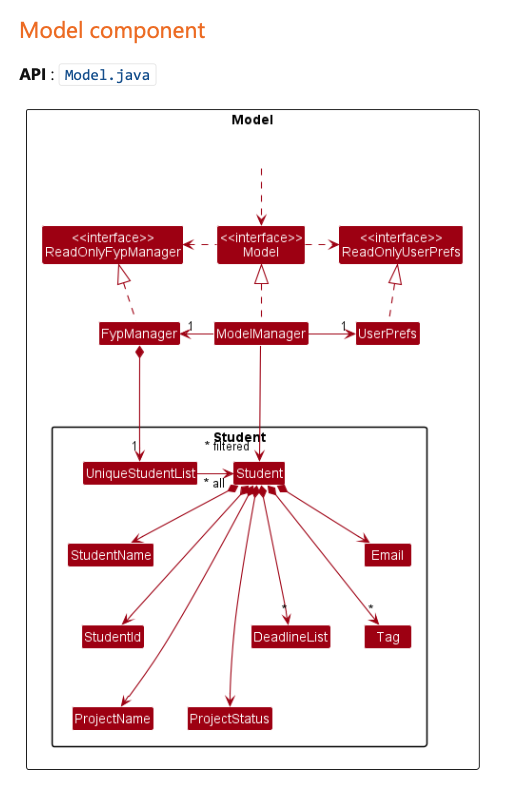 Model component
API : Model.java
Model
<<interface>>
ReadOnlyFypManager
<<interface>>
Model
<<interface>>
ReadOnlyUserPrefs
FypManager
1
ModelManager
1
UserPrefs
Student
1
* filtered
UniqueStudentList
* all
Student
StudentName
Email
StudentId
*
DeadlineList
*
Tag
ProjectName
ProjectStatus